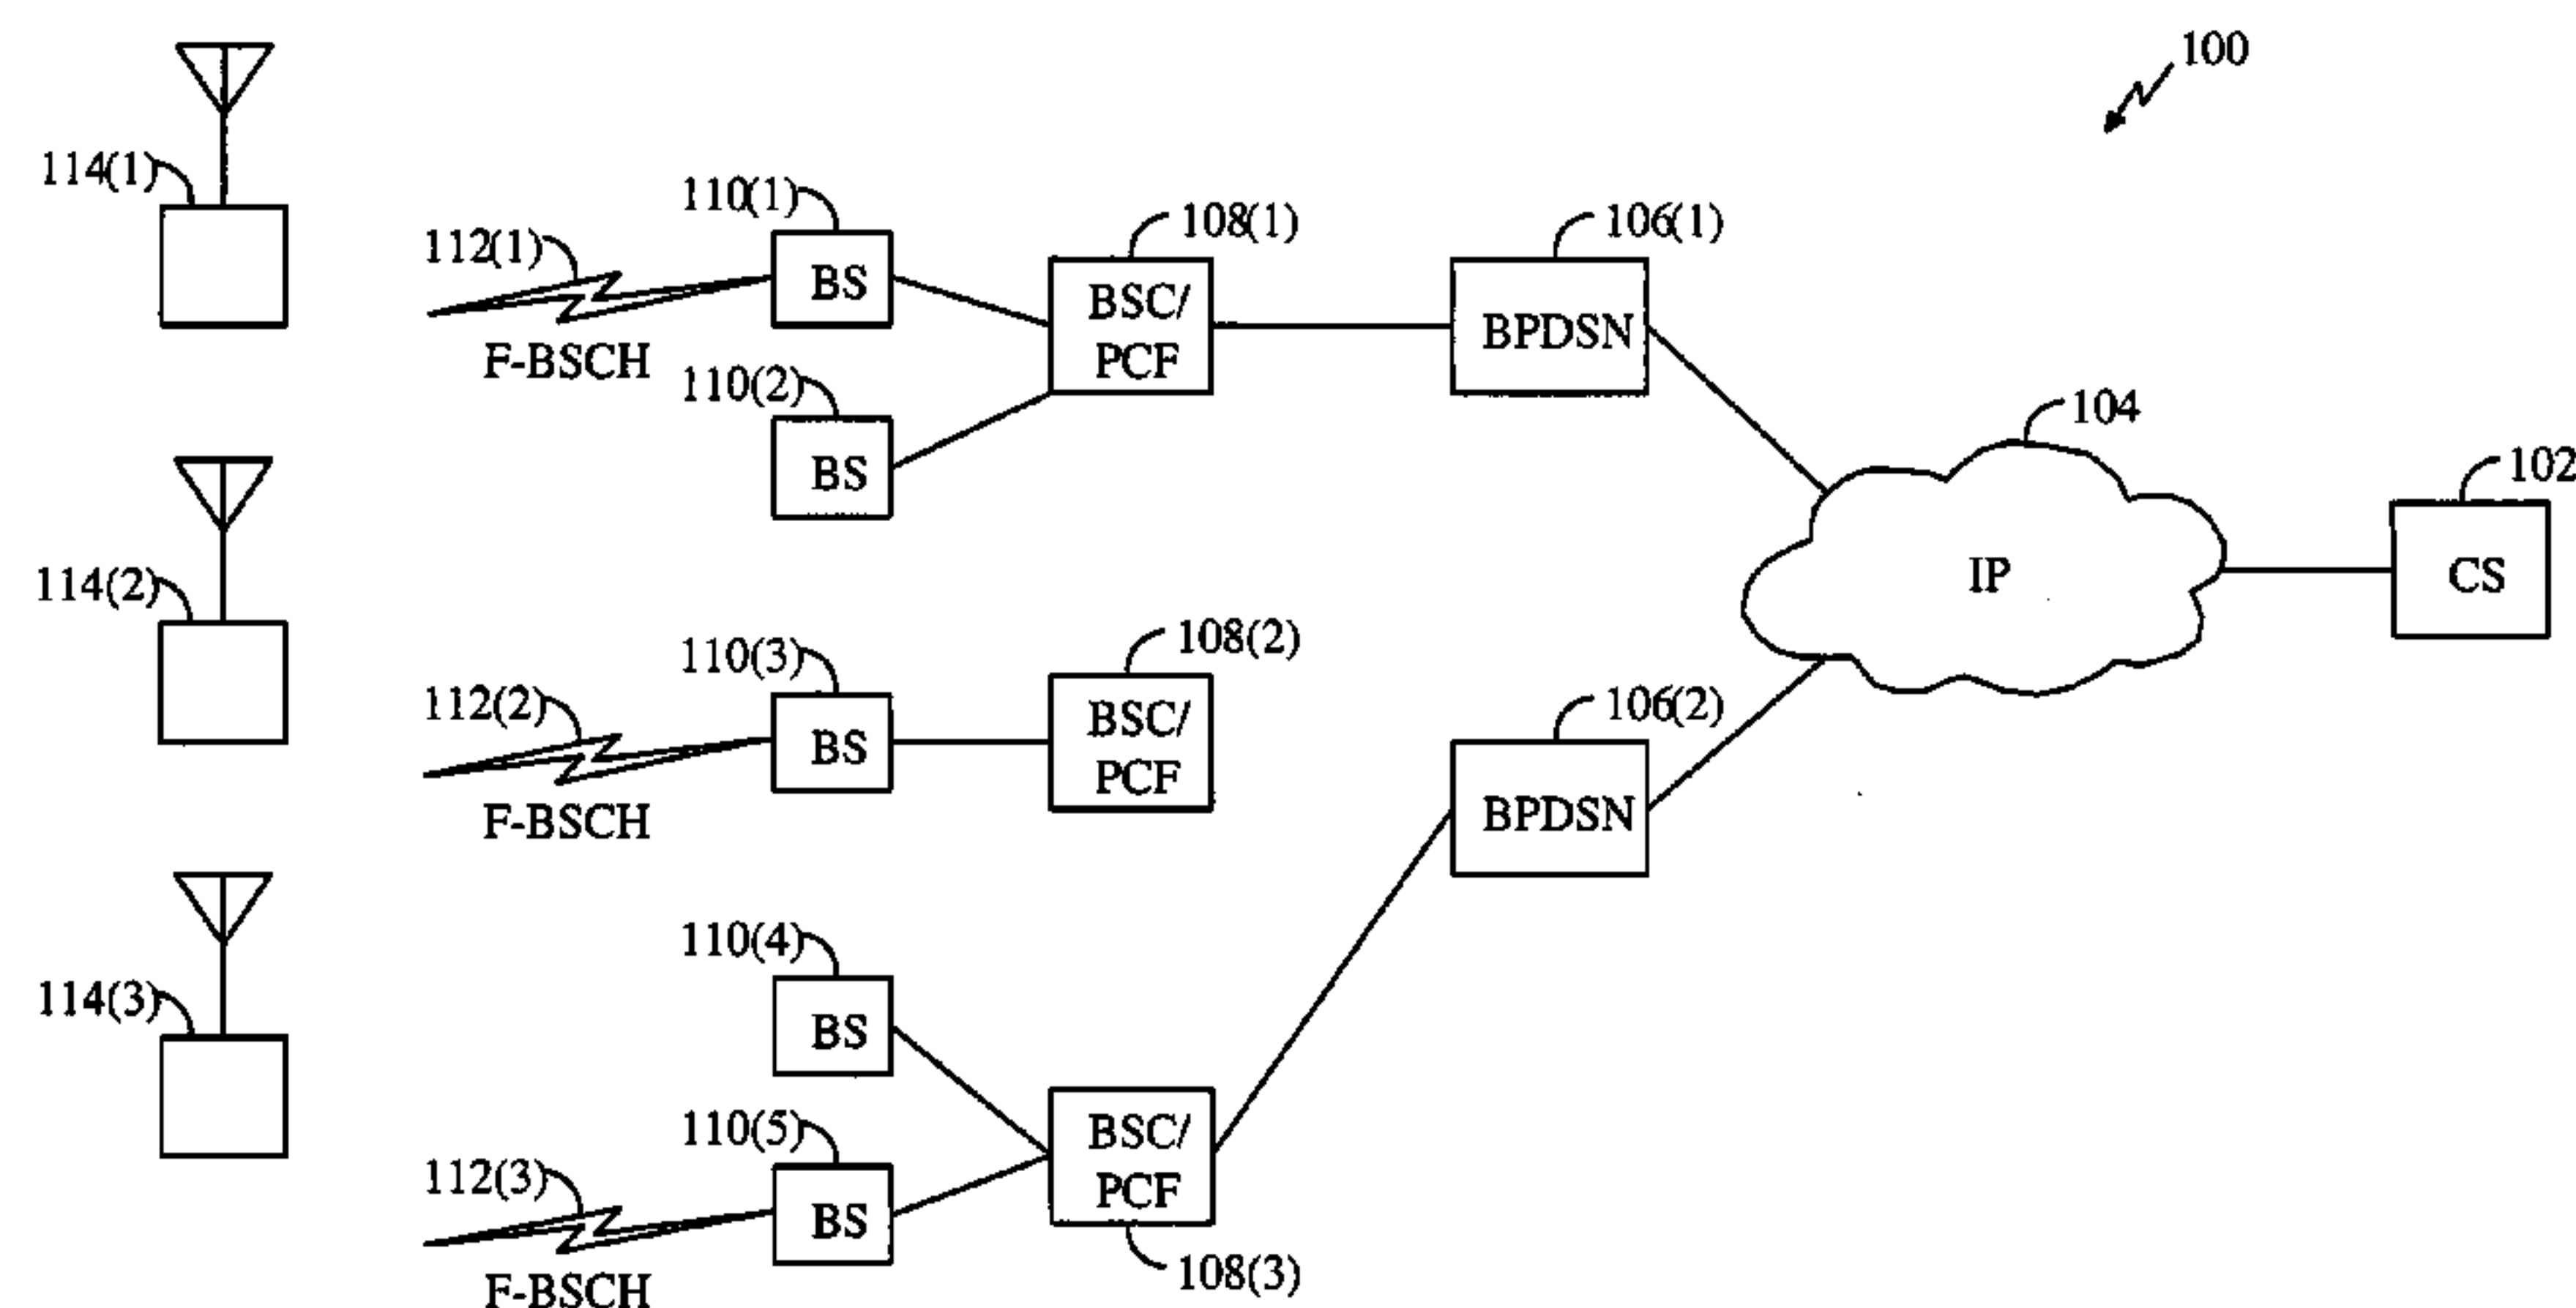 100
114(1)
110(1)
108(1)
106(1)
112(1)
BS
BSC/
PCF
BPDSN
F-BSCH
110(2)
BS
104
102
IP
CS
114(2)
110(3)
108(2)
112(2)
BS
BSC/
PCF
106(2)
F-BSCH
BPDSN
114(3)
110(4)
BS
110(5)
BSC/
PCF
112(3)
BS
F-BSCH
108(3)